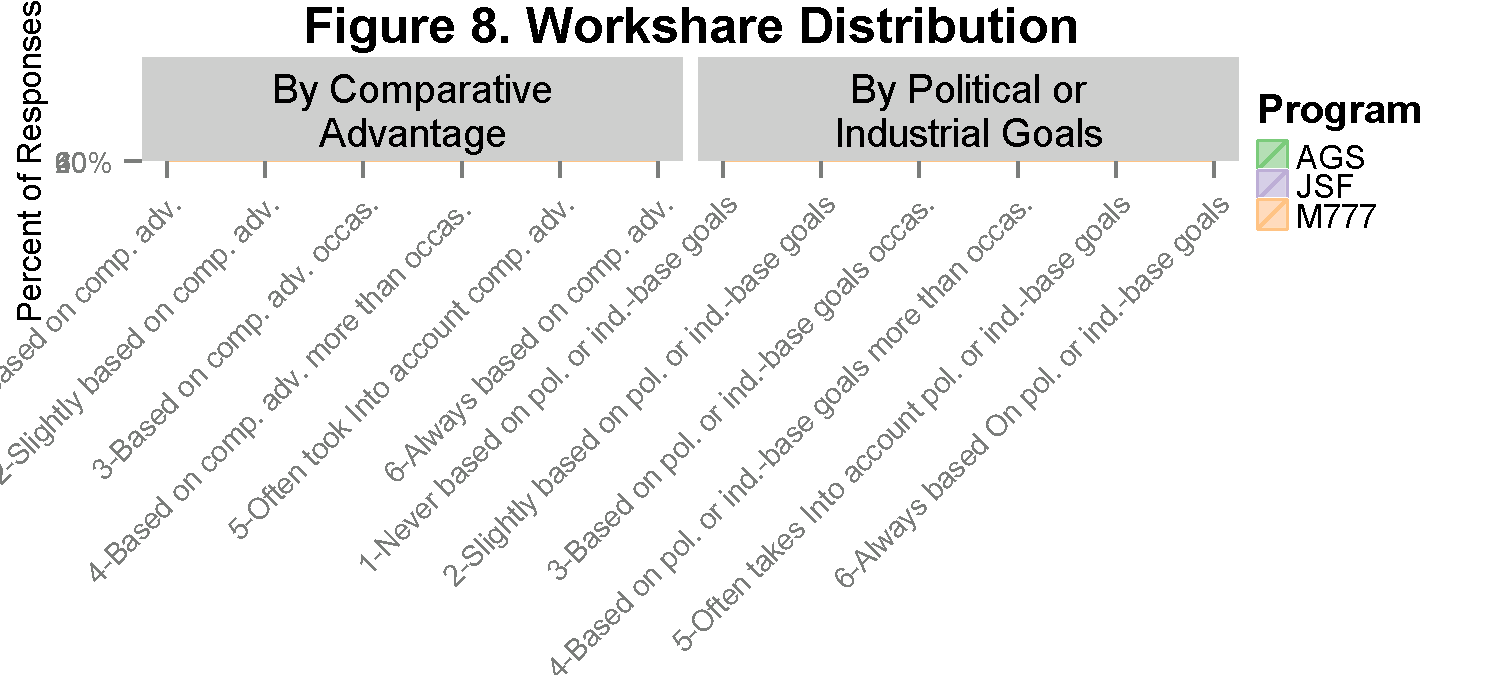 Figure 8. Workshare Distribution
By Comparative
Advantage
By Political or
Industrial Goals
Percent of Responses
0%
ased on comp. adv.
2-Slightly based on comp. adv.
3-Based on comp. adv. occas.
4-Based on comp. adv. more than occas.
5-Often took Into account comp. adv.
6-Always based on comp. adv.
1-Never based on pol. or ind.-base goals
2-Slightly based on pol. or ind.-base goals
3-Based on pol. or ind.-base goals occas.
4-Based on pol. or ind.-base goals more than occas.
5-Often takes Into account pol. or ind.-base goals
6-Always based On pol. or ind.-base goals
Program
AGS
JSF
M777